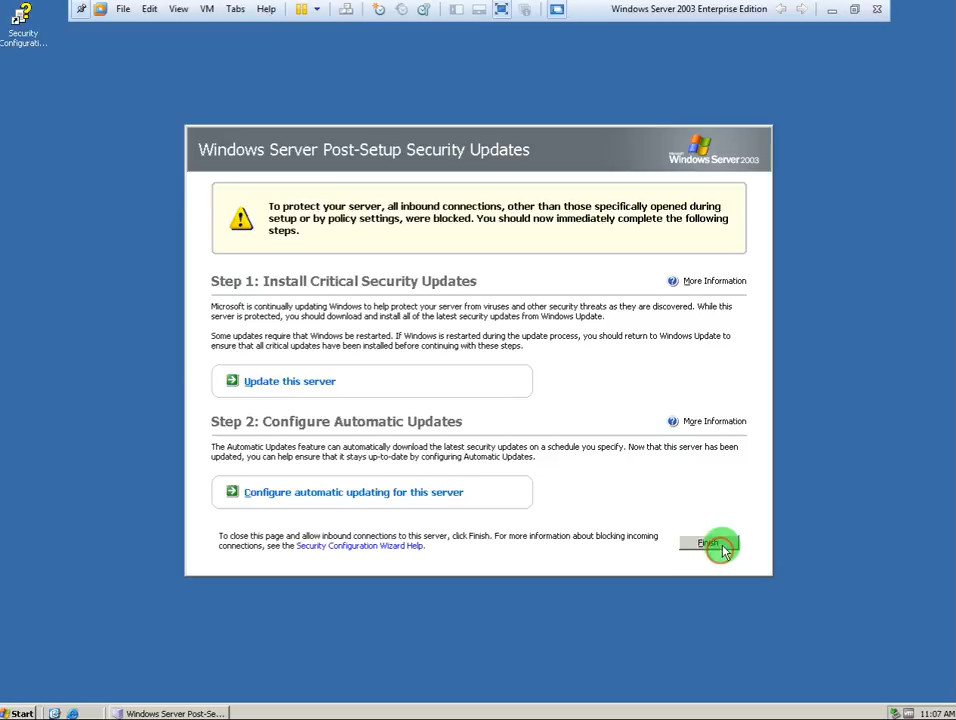 File Edit View VM Tabs Help
Windows Server 2003 Enterprise Edition
Security
Configurati...
Windows Server Post-Setup Security Updates
Microsoft
Windows Server 2003
To protect your server, all inbound connections, other than those specifically opened during
setup or by policy settings, were blocked. You should now immediately complete the following
steps.
Step 1: Install Critical Security Updates
More Information
Microsoft is continually updating Windows to help protect your server from viruses and other security threats as they are discovered. While this
server is protected, you should download and install all of the latest security updates from Windows Update.
Some updates require that Windows be restarted. If Windows is restarted during the update process, you should return to Windows Update to
ensure that all critical updates have been installed before continuing with these steps.
Update this server
Step 2: Configure Automatic Updates
More Information
The Automatic Updates feature can automatically download the latest security updates on a schedule you specify. Now that this server has been
updated, you can help ensure that it stays up-to-date by configuring Automatic Updates.
Configure automatic updating for this server
To close this page and allow inbound connections to this server, click Finish. For more information about blocking incoming
connections, see the Security Configuration Wizard Help.
Finish
Start
Windows Server Post-Se...
11:07 AM